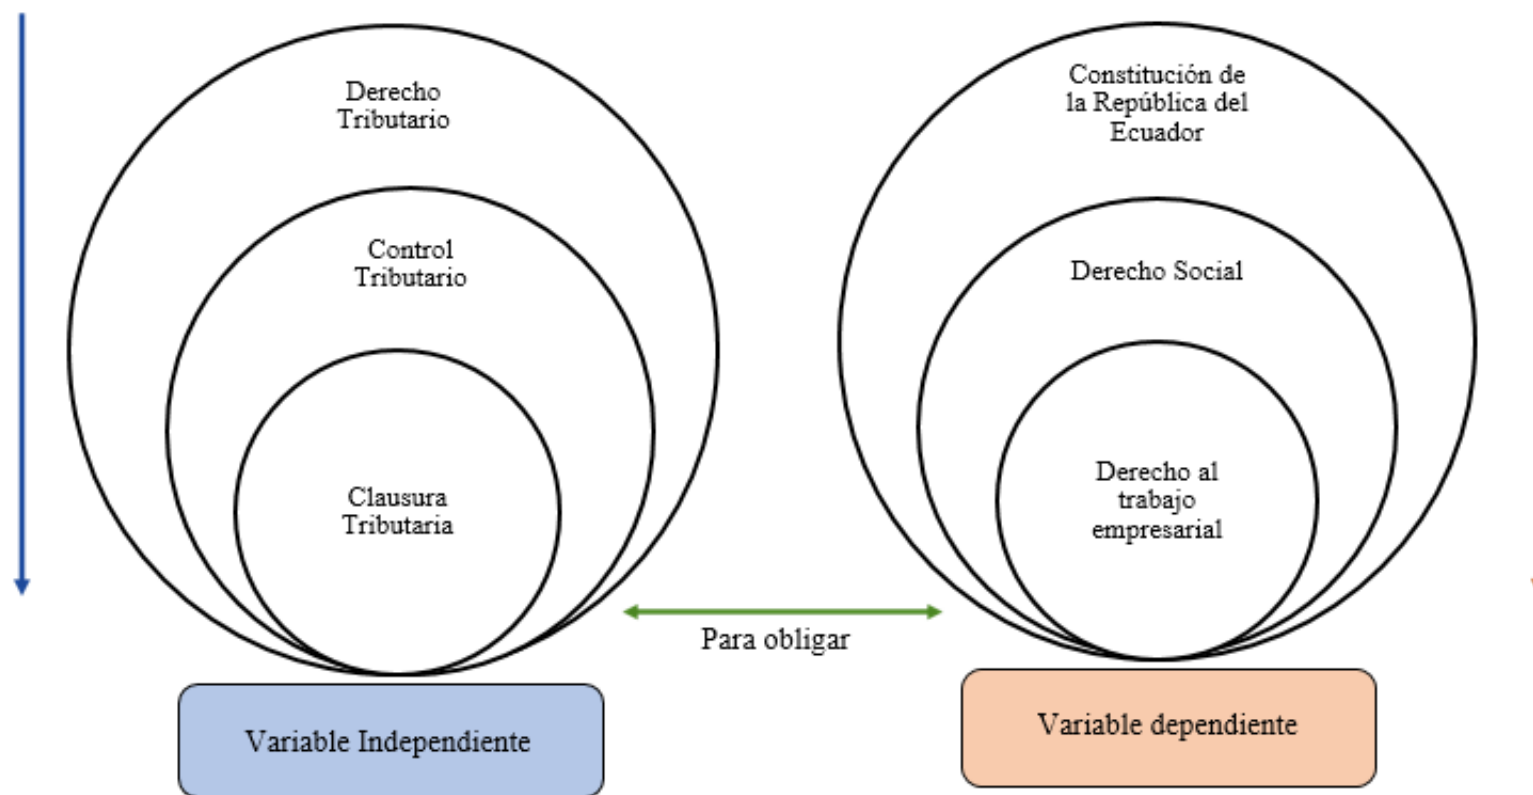 Derecho
Tributario
Control
Tributario
Clausura
Tributaria
Variable Independiente
Para obligar
Constitución de
la República del
Ecuador
Derecho Social
Derecho al
trabajo
empresarial
Variable dependiente